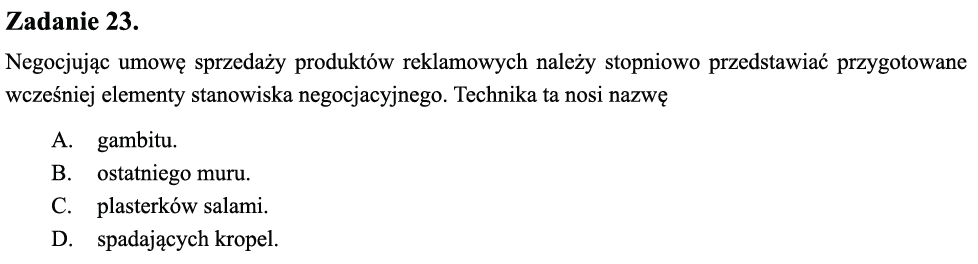 Zadanie 23.
Negocjując umowę sprzedaży produktów reklamowych należy stopniowo przedstawiać przygotowane
wcześniej elementy stanowiska negocjacyjnego. Technika ta nosi nazwę
A. gambitu.
B. ostatniego muru.
C. plasterków salami.
D. spadających kropel.